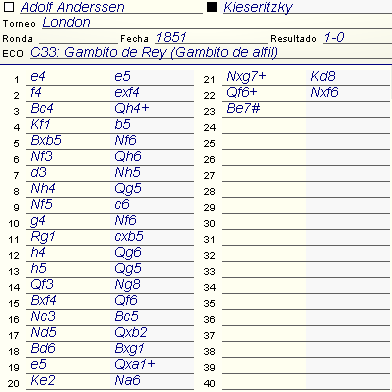 Adolf Anderssen Kieseritzky
Torneo London
Ronda Fecha 1851 Resultado 1-0
ECO C33: Gambito de Rey (Gambito de alfil)
1 e4 e5 21 Nxg7+ Kd8
2 f4 exf4 22 Qf6+ Nxf6
3 Bc4 Qh4+ 23 Be7#
4 Kf1 b5 24
5 Bxb5 Nf6 25
6 Nf3 Qh6 26
7 d3 Nh5 27
8 Nh4 Qg5 28
9 Nf5 c6 29
10 g4 Nf6 30
11 Rg1 cxb5 31
12 h4 Qg6 32
13 h5 Qg5 33
14 Qf3 Ng8 34
15 Bxf4 Qf6 35
16 Nc3 Bc5 36
17 Nd5 Qxb2 37
18 Bd6 Bxg1 38
19 e5 Qxa1+ 39
20 Ke2 Na6 40